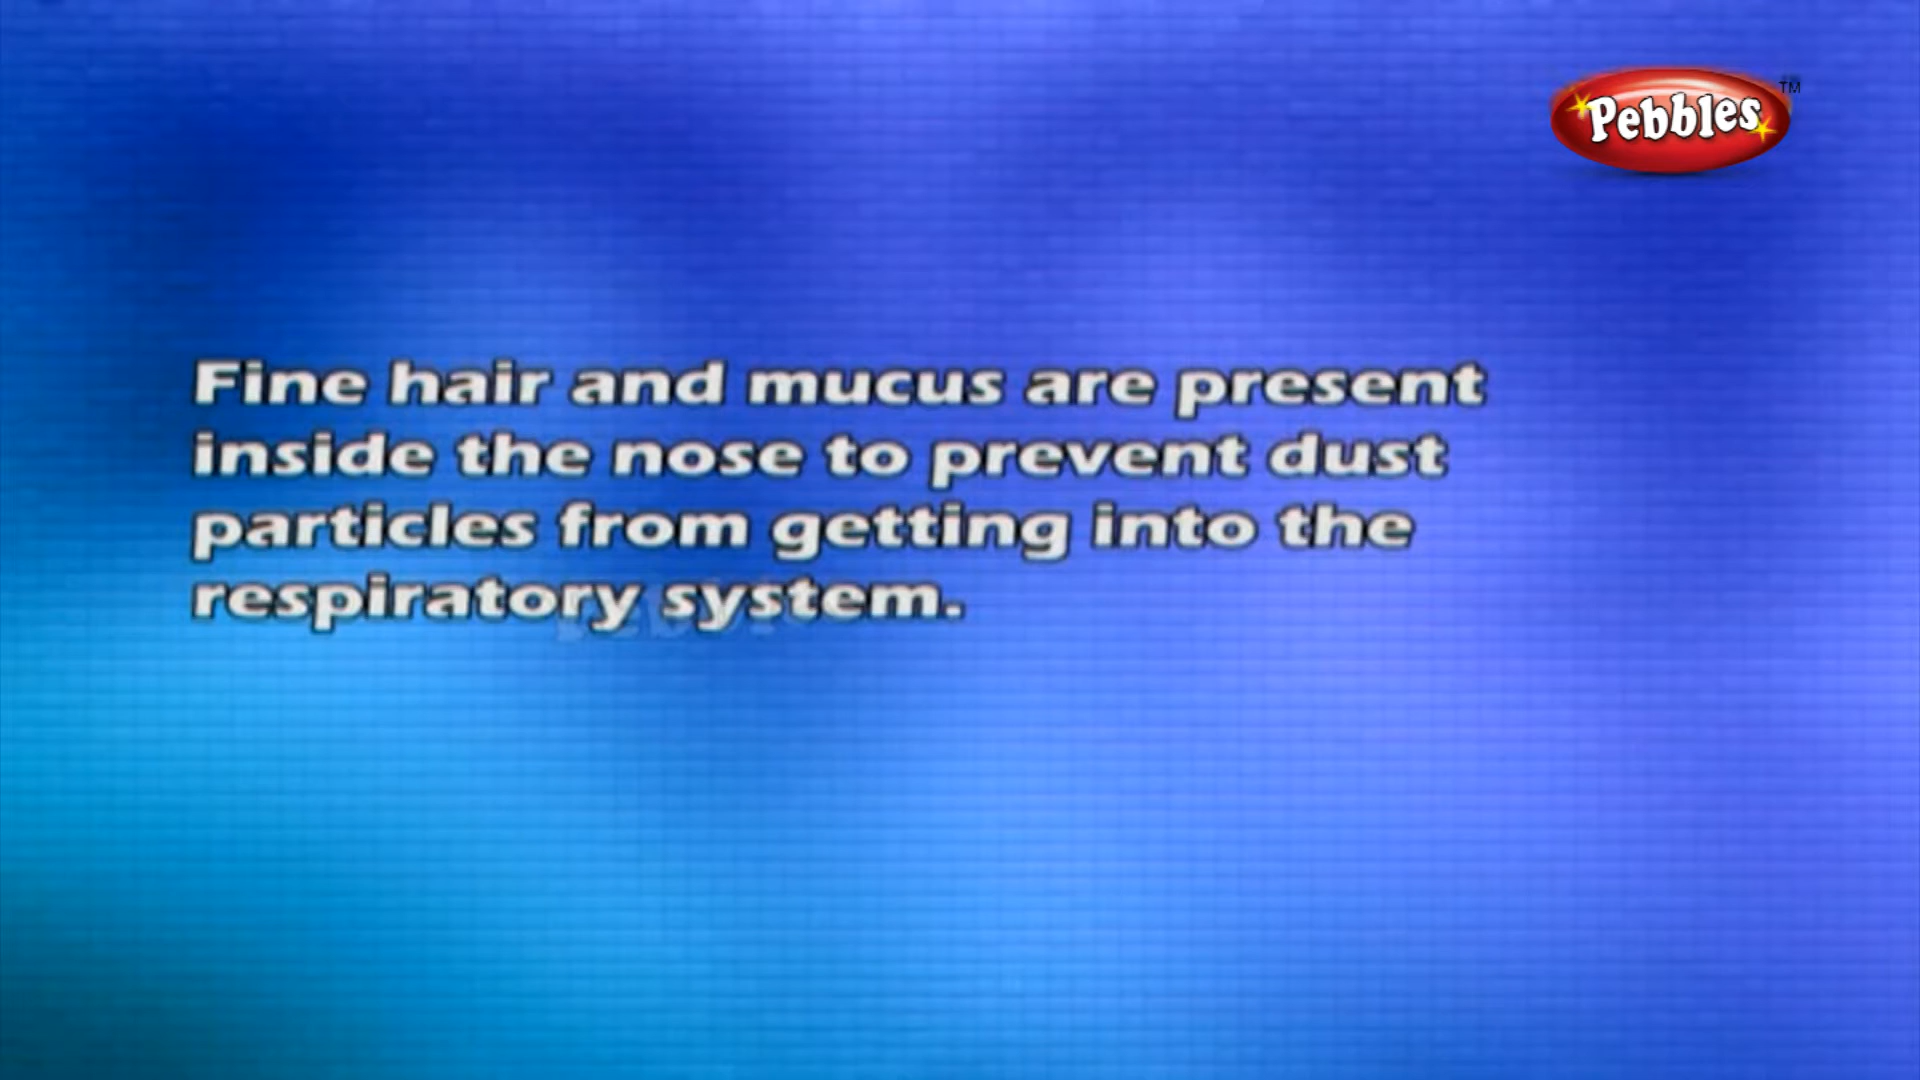 Pebbles
TM
Fine hair and mucus are present
inside the nose to prevent dust
particles from getting into the
respiratory system.